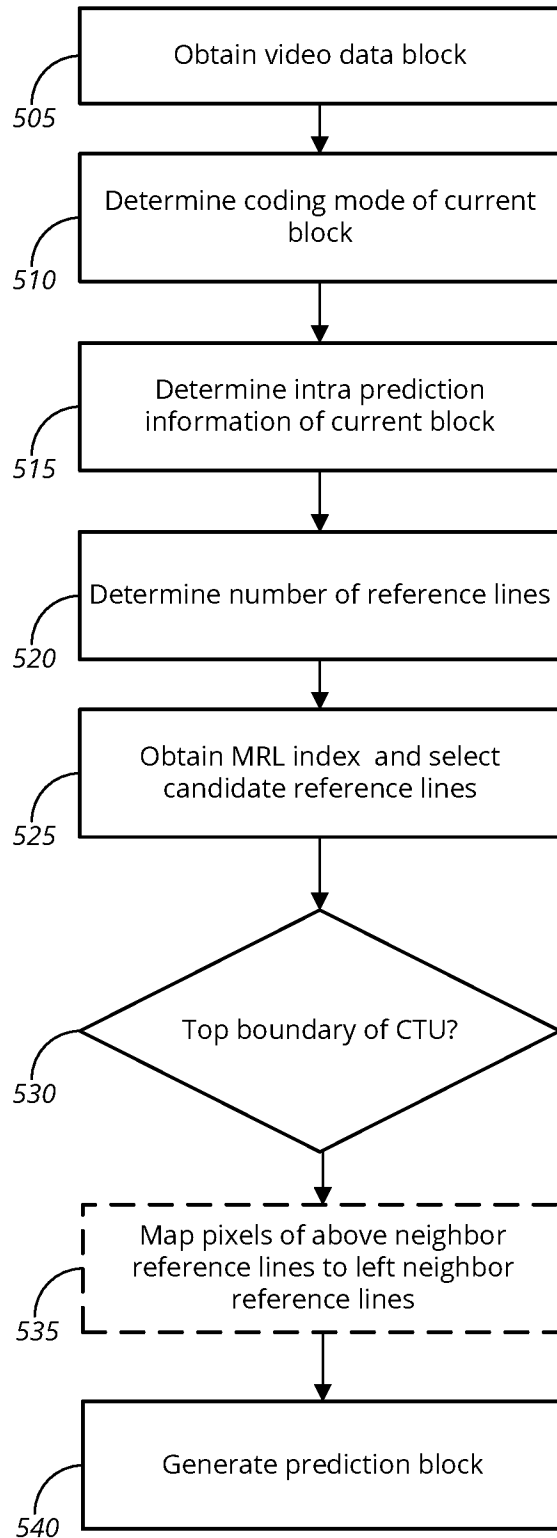 Obtain video data block
505
Determine coding mode of current
block
510
Determine intra prediction
information of current block
515
Determine number of reference lines
520
Obtain MRL index and select
candidate reference lines
525
Top boundary of CTU?
530
Map pixels of above neighbor
reference lines to left neighbor
reference lines
535
Generate prediction block
540